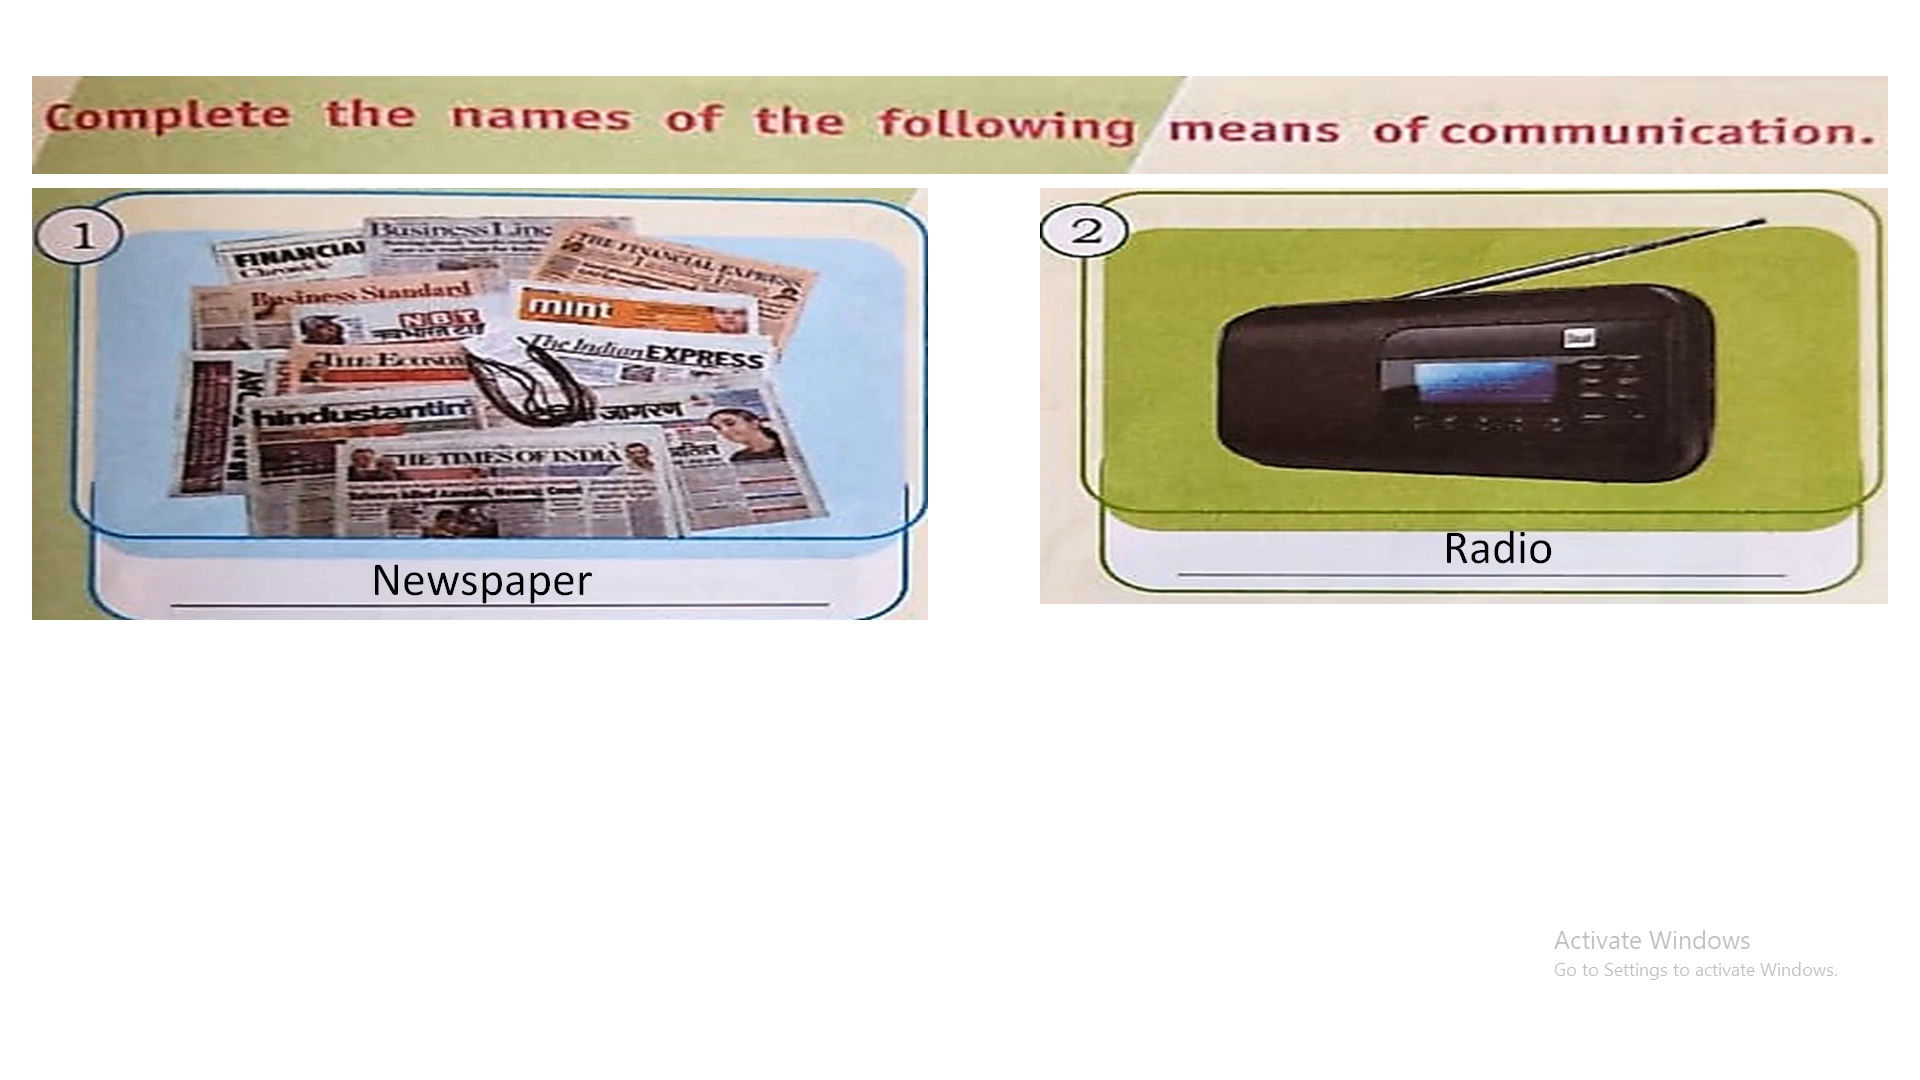 Complete the names of the following means of communication.
1
FINANCIAL
Chronicle
Business Line
THE FINANCIAL EXPRESS
Business Standard
mint
NBT
The Indian EXPRESS
hindustan
जागरण
THE TIMES OF INDIA
Newspaper
2
Radio
Activate Windows
Go to Settings to activate Windows.